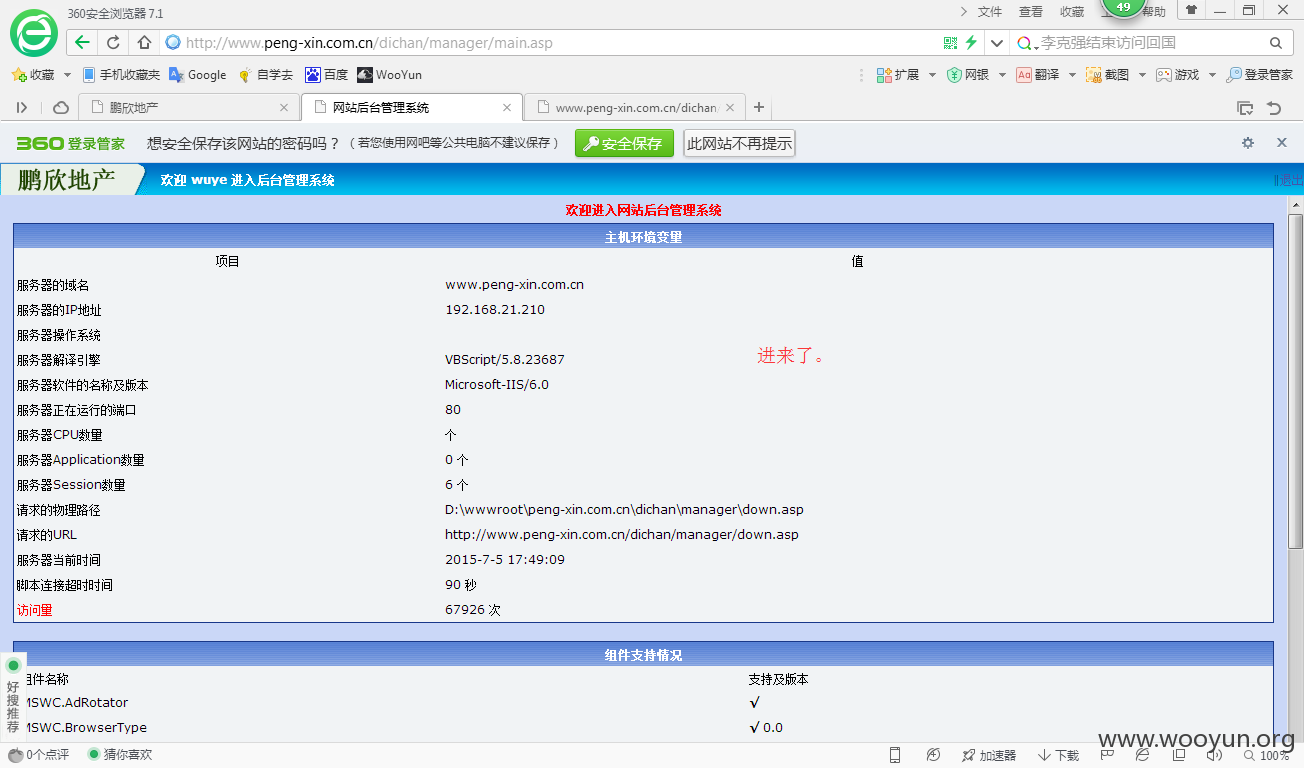 360安全浏览器 7.1
文件 查看 收藏 帮助
49
http://www.peng-xin.com.cn/dichan/manager/main.asp
李克强结束访问回国
收藏 手机收藏夹 Google 自学去 百度 WooYun
扩展 网银 翻译 截图 游戏 登录管家
鹏欣地产
网站后台管理系统
www.peng-xin.com.cn/dichan
360登录管家 想安全保存该网站的密码吗？（若您使用网吧等公共电脑不建议保存） 安全保存 此网站不再提示
鹏欣地产 欢迎 wuye 进入后台管理系统 退出
欢迎进入网站后台管理系统
主机环境变量
项目 值
服务器的域名 www.peng-xin.com.cn
服务器的IP地址 192.168.21.210
服务器操作系统
服务器解译引擎 VBScript/5.8.23687
进来了。
服务器软件的名称及版本 Microsoft-IIS/6.0
服务器正在运行的端口 80
服务器CPU数量 个
服务器Application数量 0 个
服务器Session数量 6 个
请求的物理路径 D:\wwwroot\peng-xin.com.cn\dichan\manager\down.asp
请求的URL http://www.peng-xin.com.cn/dichan/manager/down.asp
服务器当前时间 2015-7-5 17:49:09
脚本连接超时时间 90 秒
访问量 67926 次
组件支持情况
组件名称 支持及版本
MSWC.AdRotator √
MSWC.BrowserType √ 0.0
好搜推荐
0个点评 猜你喜欢
加速器 下载 100%
www.wooyun.org